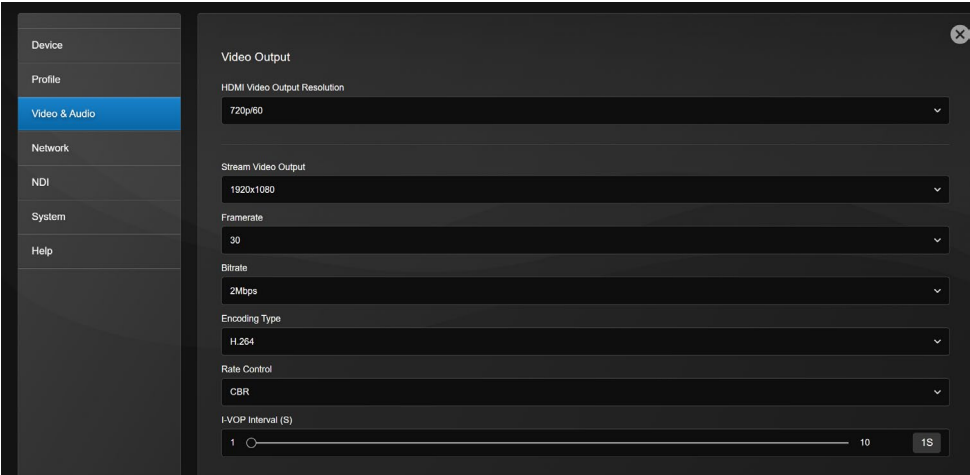 Device
Profile
Video & Audio
Network
NDI
System
Help
Video Output
HDMI Video Output Resolution
720p/60
Stream Video Output
1920x1080
Framerate
30
Bitrate
2Mbps
Encoding Type
H.264
Rate Control
CBR
I-VOP Interval (S)
1 10 1S